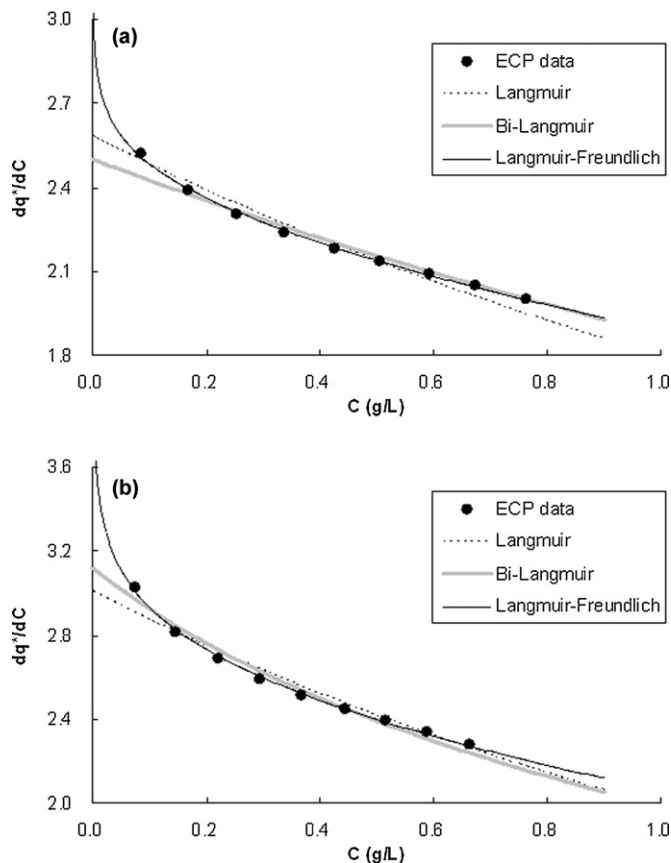 (a)
dq*/dC
3.0
2.7
2.4
2.1
1.8
0.0 0.2 0.4 0.6 0.8 1.0
C (g/L)
ECP data
Langmuir
Bi-Langmuir
Langmuir-Freundlich
(b)
dq*/dC
3.6
3.2
2.8
2.4
2.0
0.0 0.2 0.4 0.6 0.8 1.0
C (g/L)
ECP data
Langmuir
Bi-Langmuir
Langmuir-Freundlich